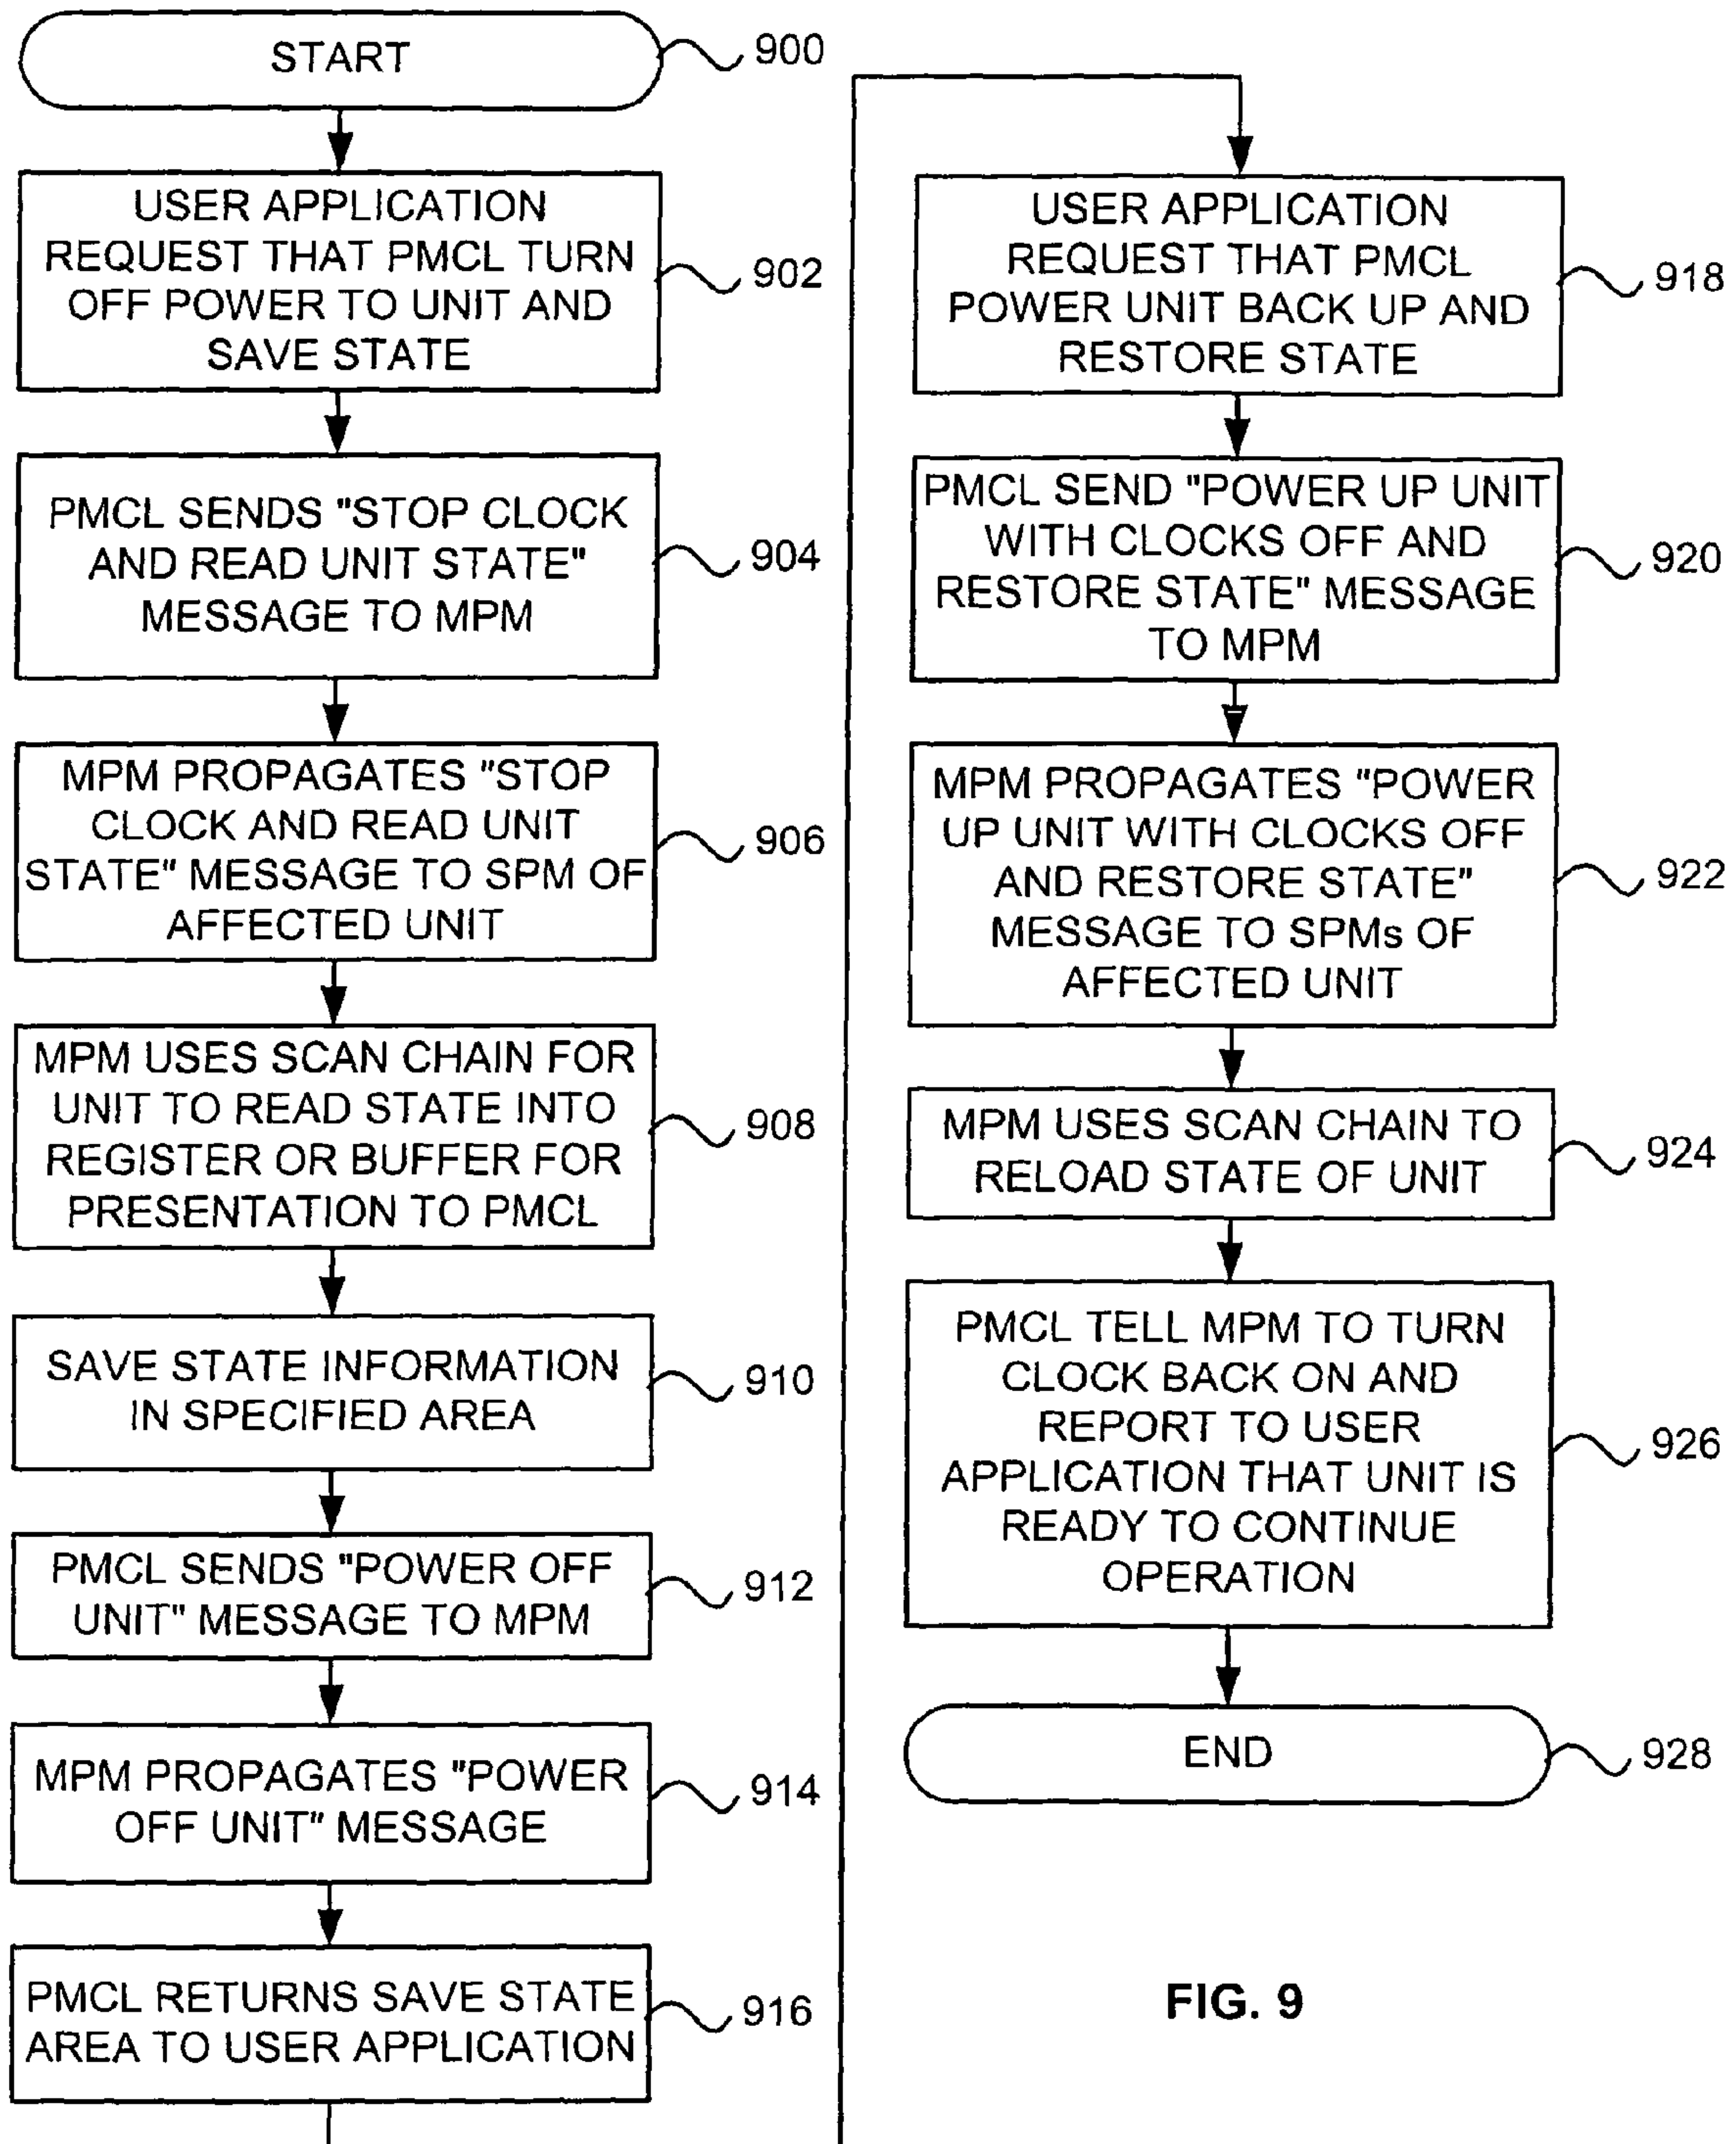 START
900
USER APPLICATION
REQUEST THAT PMCL TURN
OFF POWER TO UNIT AND
SAVE STATE
902
PMCL SENDS "STOP CLOCK
AND READ UNIT STATE"
MESSAGE TO MPM
904
MPM PROPAGATES "STOP
CLOCK AND READ UNIT
STATE" MESSAGE TO SPM OF
AFFECTED UNIT
906
MPM USES SCAN CHAIN FOR
UNIT TO READ STATE INTO
REGISTER OR BUFFER FOR
PRESENTATION TO PMCL
908
SAVE STATE INFORMATION
IN SPECIFIED AREA
910
PMCL SENDS "POWER OFF
UNIT" MESSAGE TO MPM
912
MPM PROPAGATES "POWER
OFF UNIT" MESSAGE
914
PMCL RETURNS SAVE STATE
AREA TO USER APPLICATION
916
USER APPLICATION
REQUEST THAT PMCL
POWER UNIT BACK UP AND
RESTORE STATE
918
PMCL SEND "POWER UP UNIT
WITH CLOCKS OFF AND
RESTORE STATE" MESSAGE
TO MPM
920
MPM PROPAGATES "POWER
UP UNIT WITH CLOCKS OFF
AND RESTORE STATE"
MESSAGE TO SPMs OF
AFFECTED UNIT
922
MPM USES SCAN CHAIN TO
RELOAD STATE OF UNIT
924
PMCL TELL MPM TO TURN
CLOCK BACK ON AND
REPORT TO USER
APPLICATION THAT UNIT IS
READY TO CONTINUE
OPERATION
926
END
928
FIG. 9